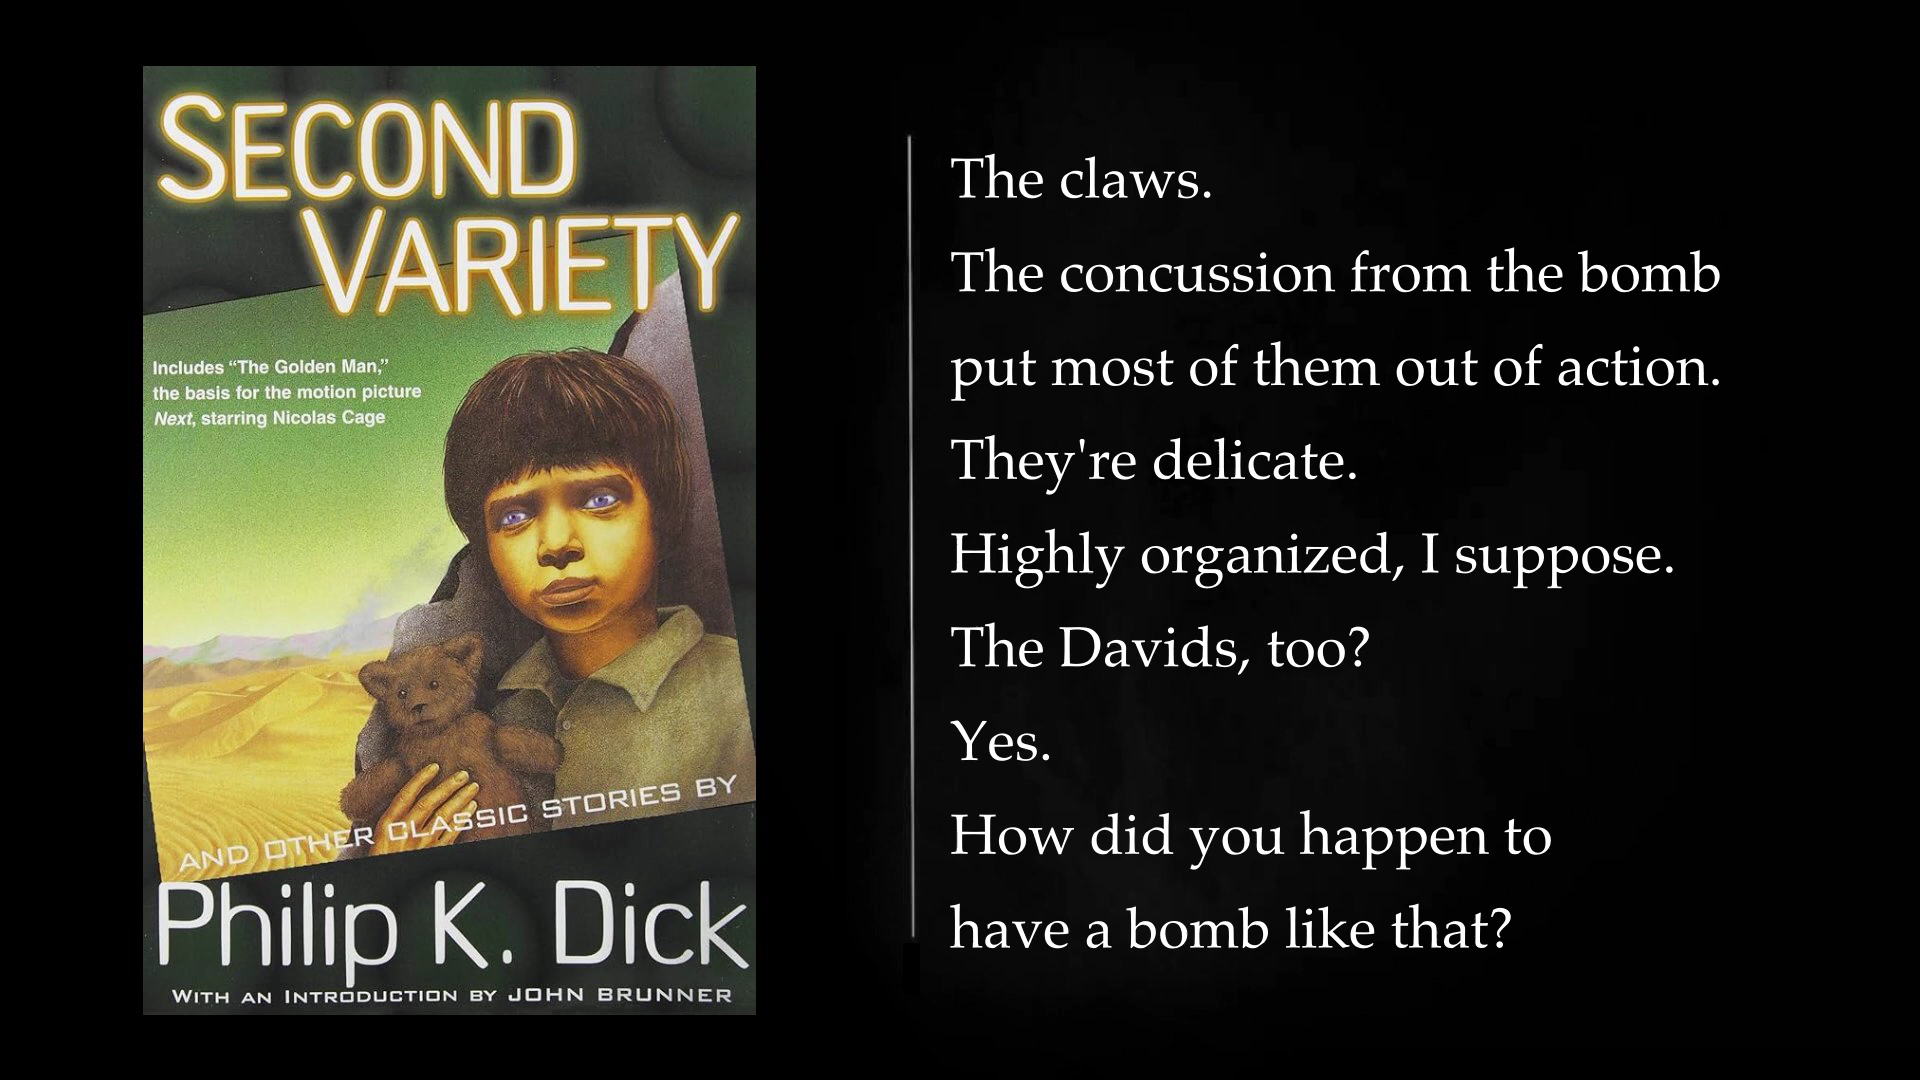 SECOND
VARIETY
Includes “The Golden Man,”
the basis for the motion picture
Next, starring Nicolas Cage
AND OTHER CLASSIC STORIES BY
Philip K. Dick
WITH AN INTRODUCTION BY JOHN BRUNNER
The claws.
The concussion from the bomb
put most of them out of action.
They're delicate.
Highly organized, I suppose.
The Davids, too?
Yes.
How did you happen to
have a bomb like that?